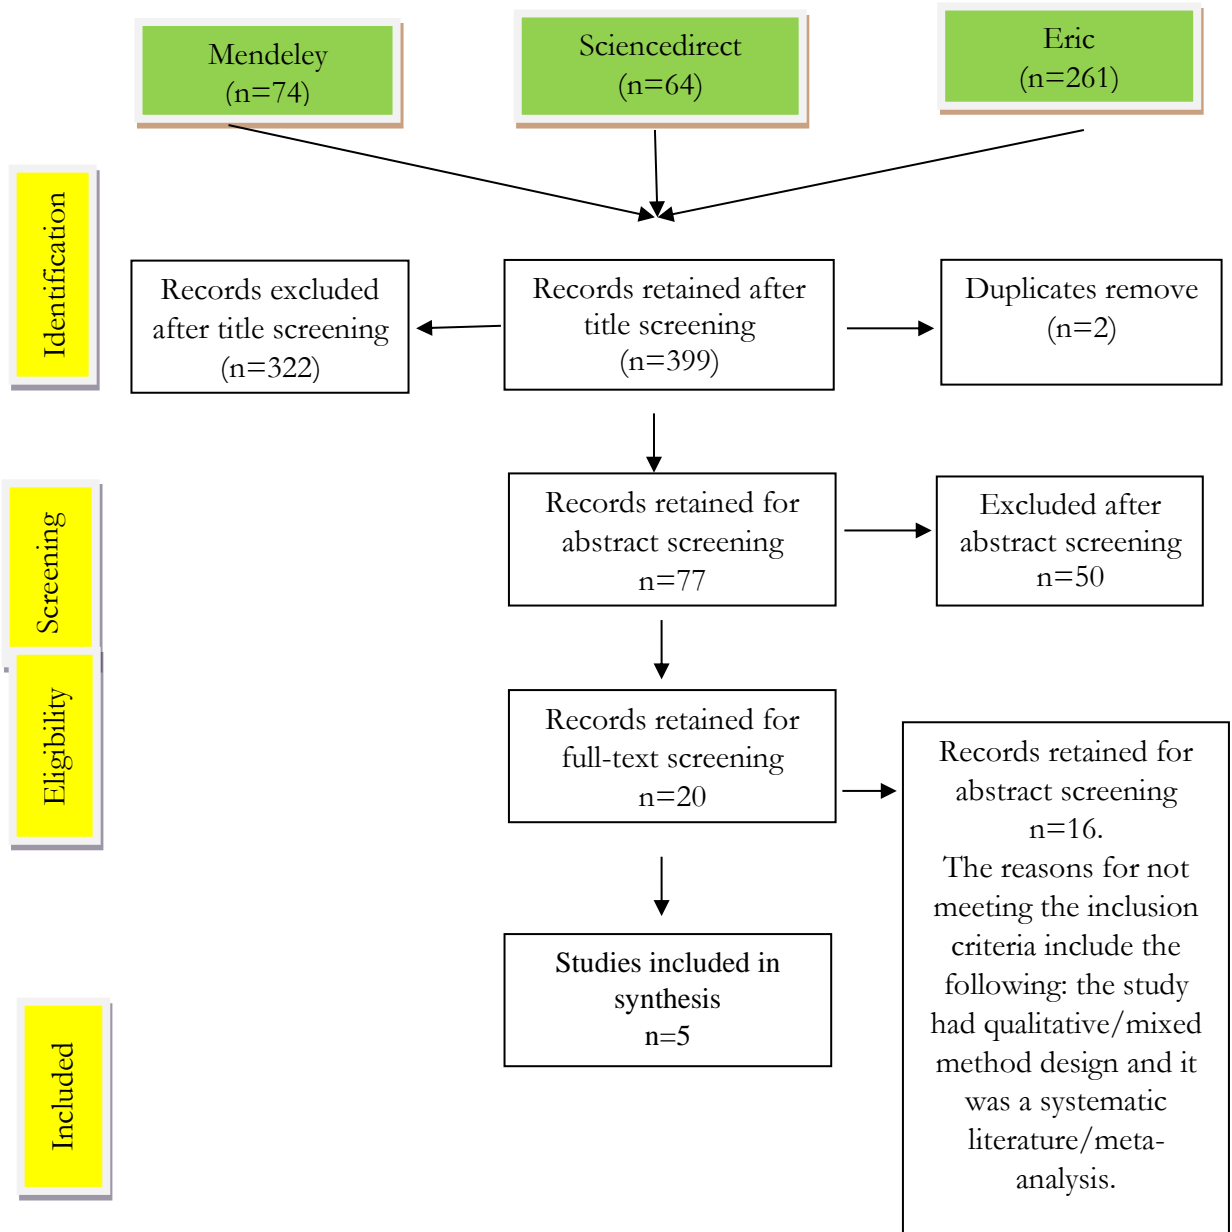 Mendeley
(n=74)
Sciencedirect
(n=64)
Eric
(n=261)
Identification
Records excluded
after title screening
(n=322)
Records retained after
title screening
(n=399)
Duplicates remove
(n=2)
Screening
Records retained for
abstract screening
n=77
Excluded after
abstract screening
n=50
Eligibility
Records retained for
full-text screening
n=20
Records retained for
abstract screening
n=16.
The reasons for not
meeting the inclusion
criteria include the
following: the study
had qualitative/mixed
method design and it
was a systematic
literature/meta-
analysis.
Included
Studies included in
synthesis
n=5